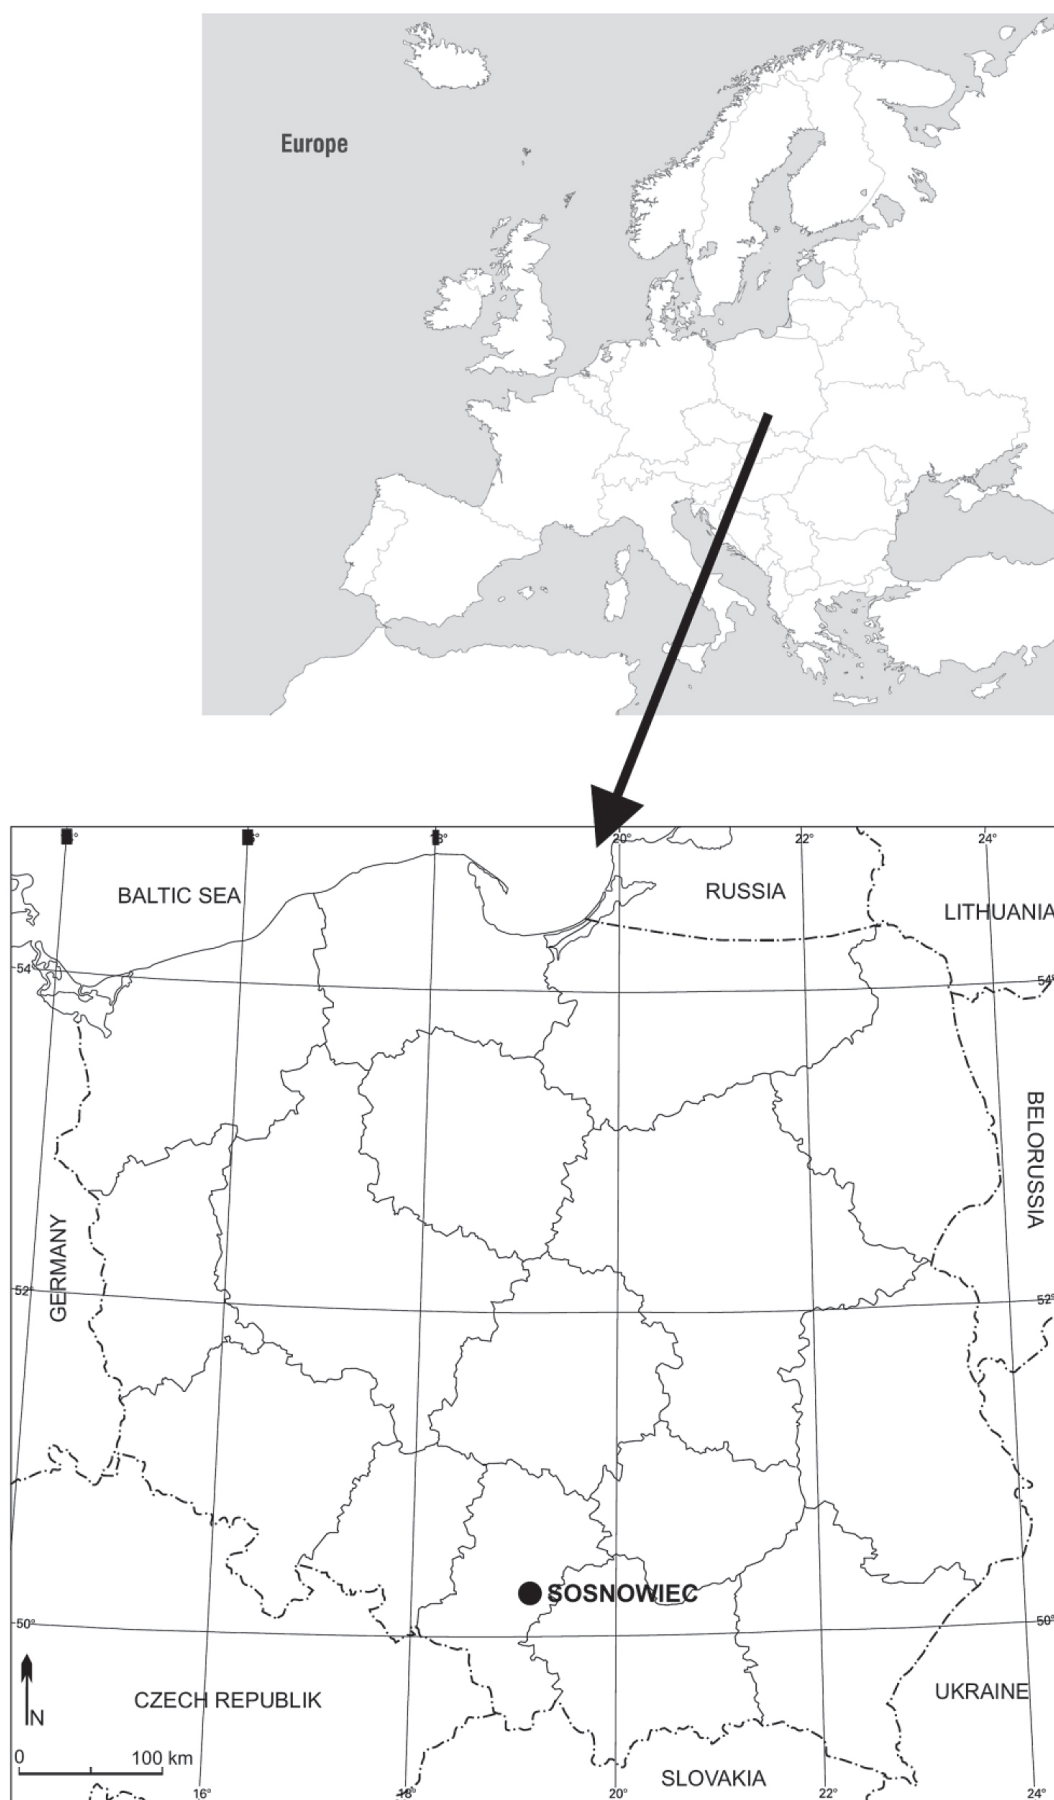 Europe
20°
22°
24°
BALTIC SEA
RUSSIA
LITHUANIA
54°
54°
BELORUSSIA
GERMANY
52°
52°
SOSNOWIEC
50°
50°
N
CZECH REPUBLIK
UKRAINE
0 100 km
SLOVAKIA
16°
18°
20°
22°
24°